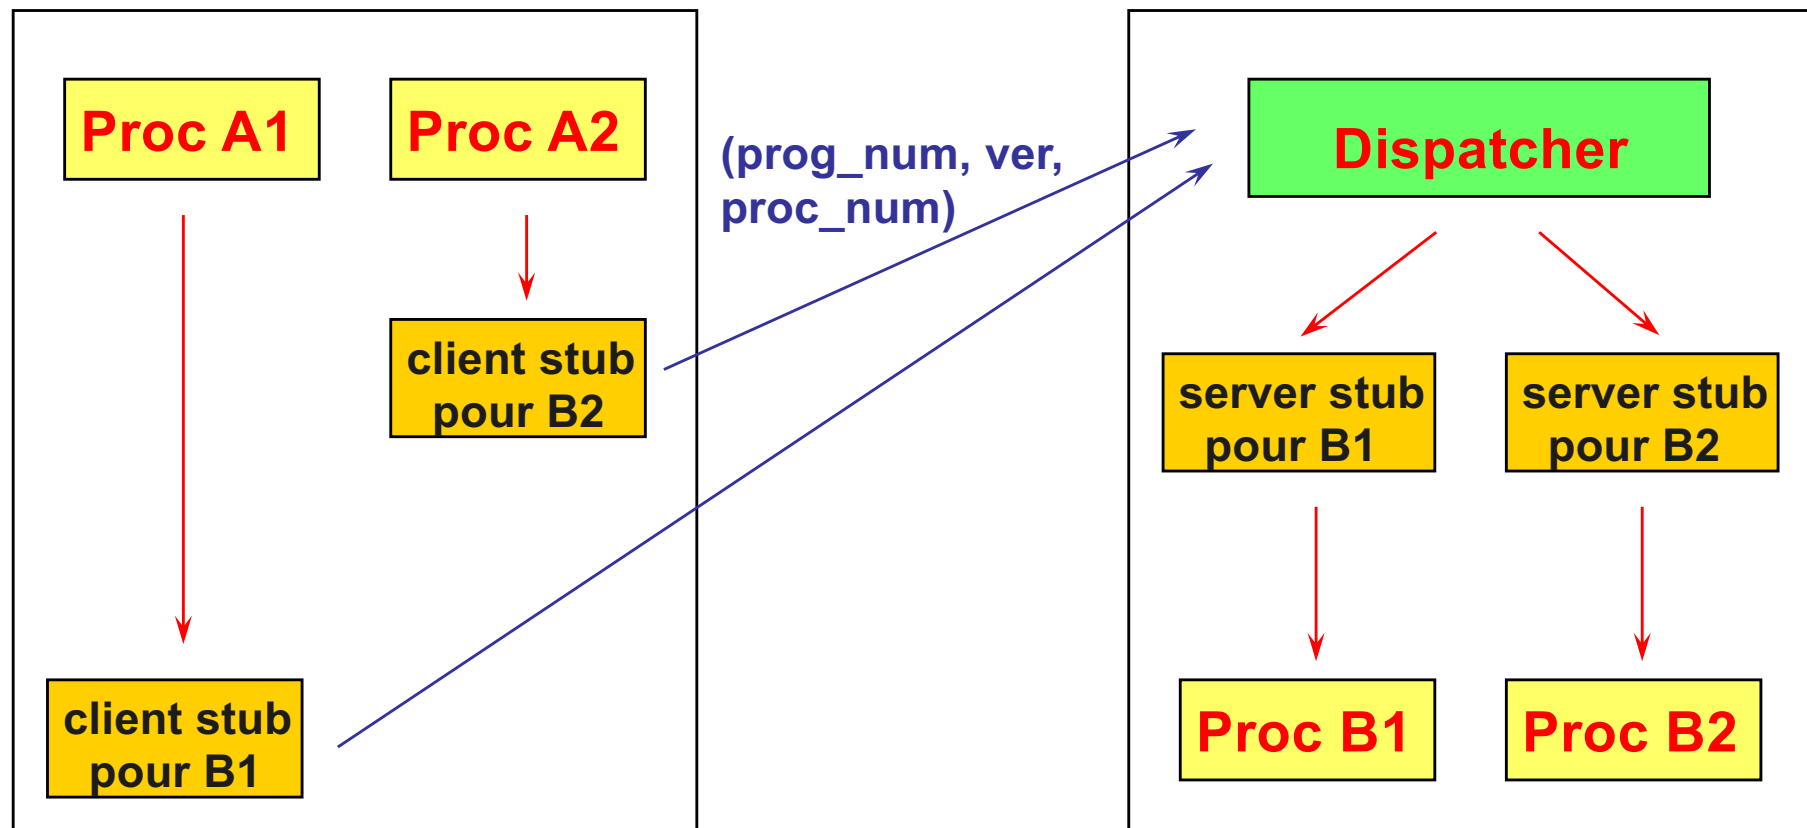 Proc A1
Proc A2
(prog_num, ver,
proc_num)
Dispatcher
client stub
pour B2
server stub
pour B1
server stub
pour B2
client stub
pour B1
Proc B1
Proc B2